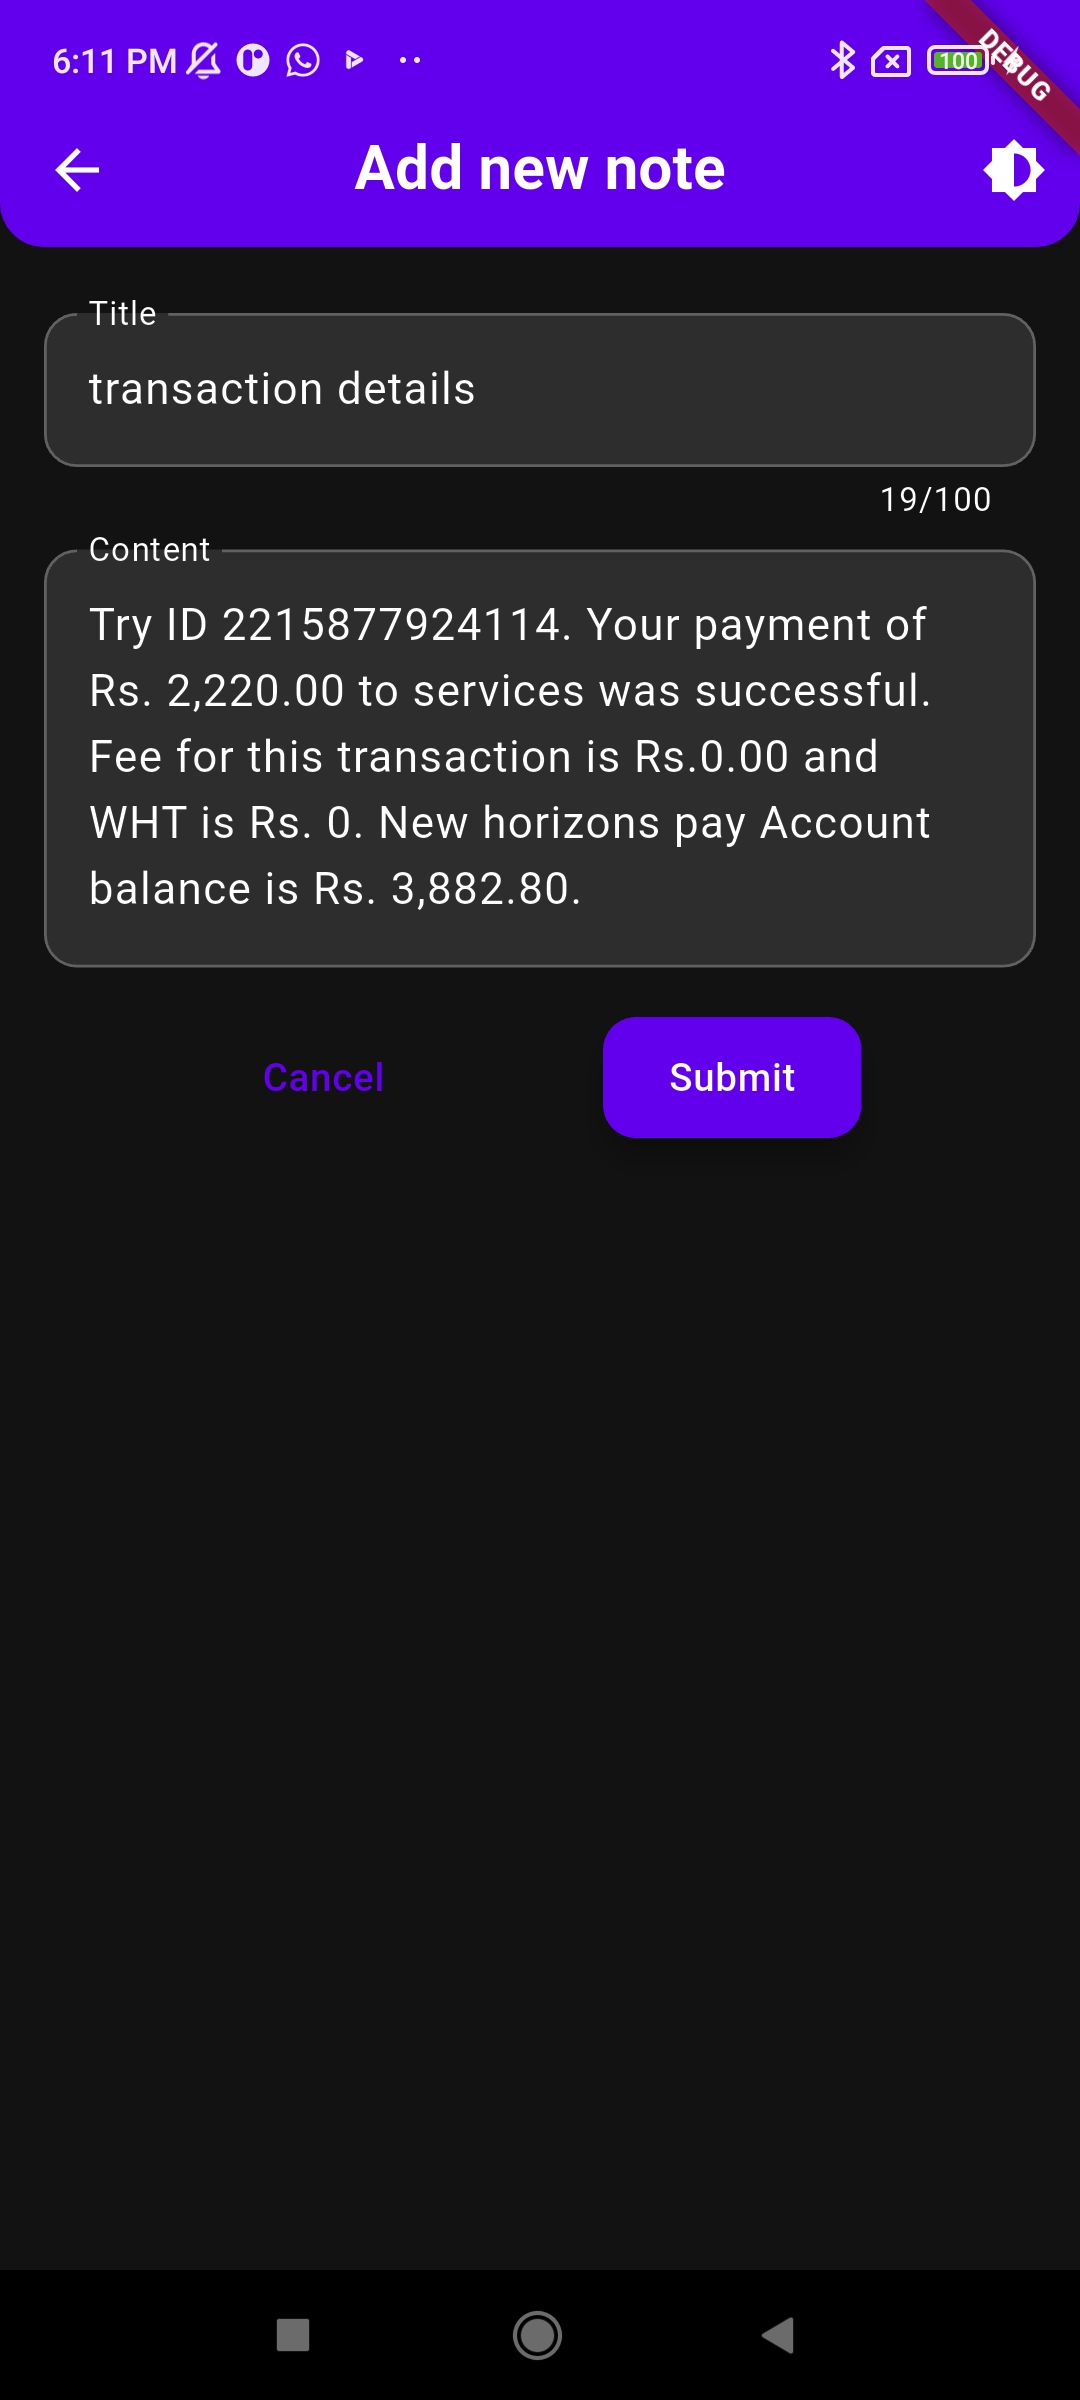 6:11 PM
100
DEBUG
Add new note
Title
transaction details
19/100
Content
Try ID 2215877924114. Your payment of
Rs. 2,220.00 to services was successful.
Fee for this transaction is Rs.0.00 and
WHT is Rs. 0. New horizons pay Account
balance is Rs. 3,882.80.
Cancel
Submit